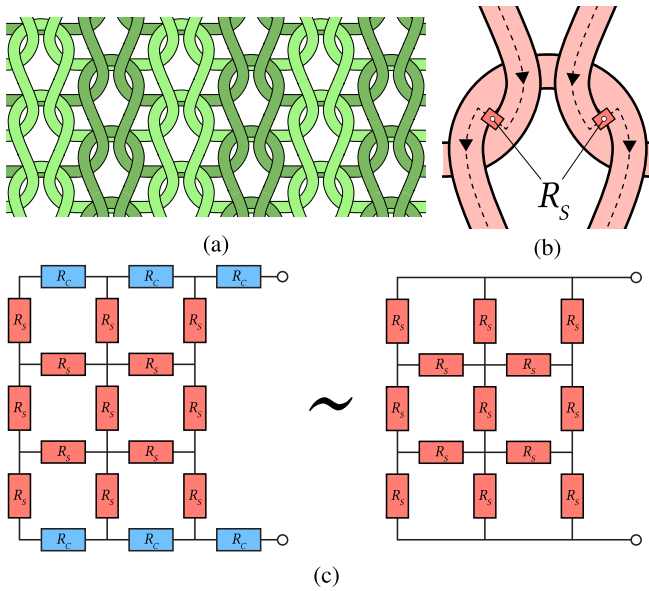 (a)
R_S
(b)
R_C R_C R_C
R_S R_S R_S R_S R_S R_S
R_S R_S R_S R_S
R_S R_S R_S ~ R_S R_S R_S
R_S R_S R_S R_S
R_S R_S R_S R_S R_S R_S
R_C R_C R_C
(c)